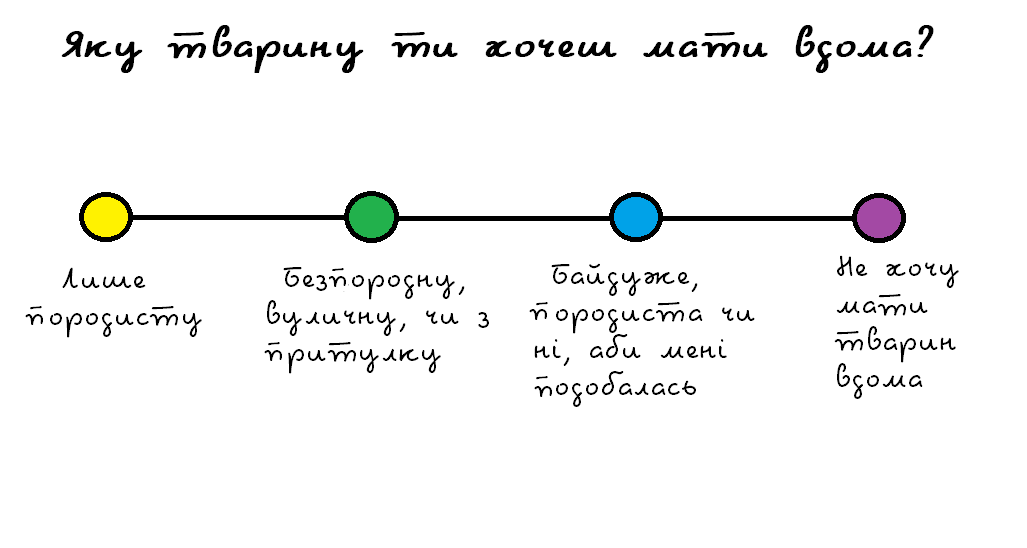 Яку тварину ти хочеш мати вдома?
Лише
породисту
Безпородну,
вуличну, чи з
притулку
Байдуже,
породиста чи
ні, аби мені
подобалась
Не хочу
мати
тварин
вдома